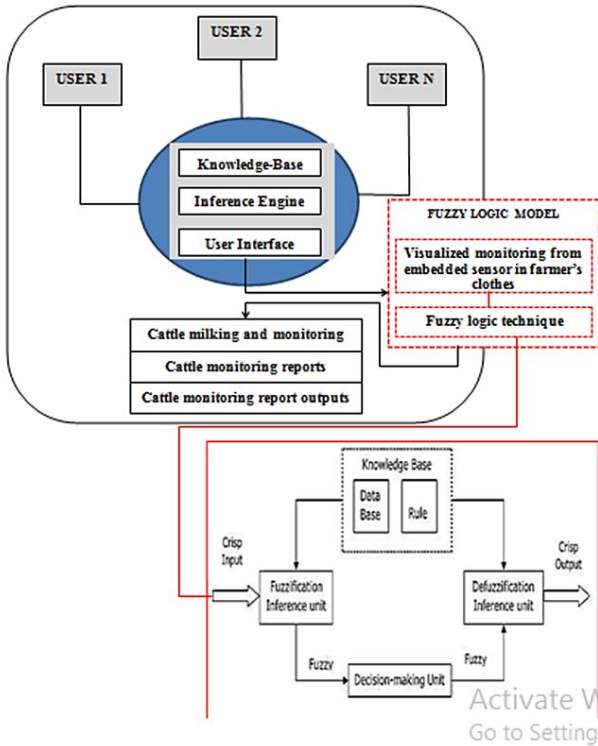 USER 2
USER 1
USER N
Knowledge-Base
Inference Engine
User Interface
FUZZY LOGIC MODEL
Visualized monitoring from
embedded sensor in farmer's
clothes
Fuzzy logic technique
Cattle milking and monitoring
Cattle monitoring reports
Cattle monitoring report outputs
Knowledge Base
Data
Base
Rule
Crisp
Input
Crisp
Output
Fuzzification
Inference unit
Defuzzification
Inference unit
Fuzzy
Fuzzy
Decision-making Unit
Activate W
Go to Setting